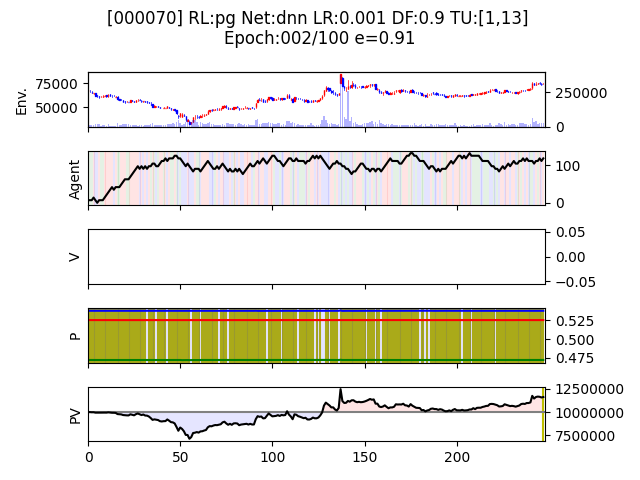 [000070] RL:pg Net:dnn LR:0.001 DF:0.9 TU:[1,13]
Epoch:002/100 e=0.91
Env.
75000
50000
250000
0
Agent
100
0
V
0.05
0.00
−0.05
P
0.525
0.500
0.475
PV
12500000
10000000
7500000
0 50 100 150 200